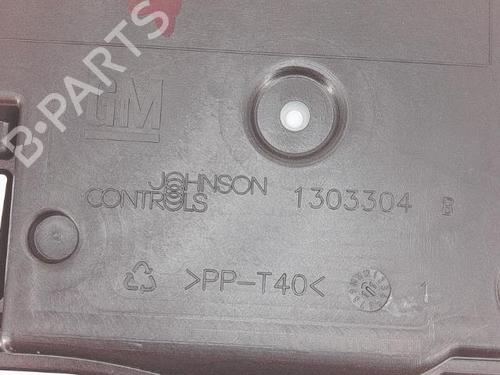 B-PARTS
GM
JOHNSON
CONTROLS 1303304 B
>PP-T40< 1